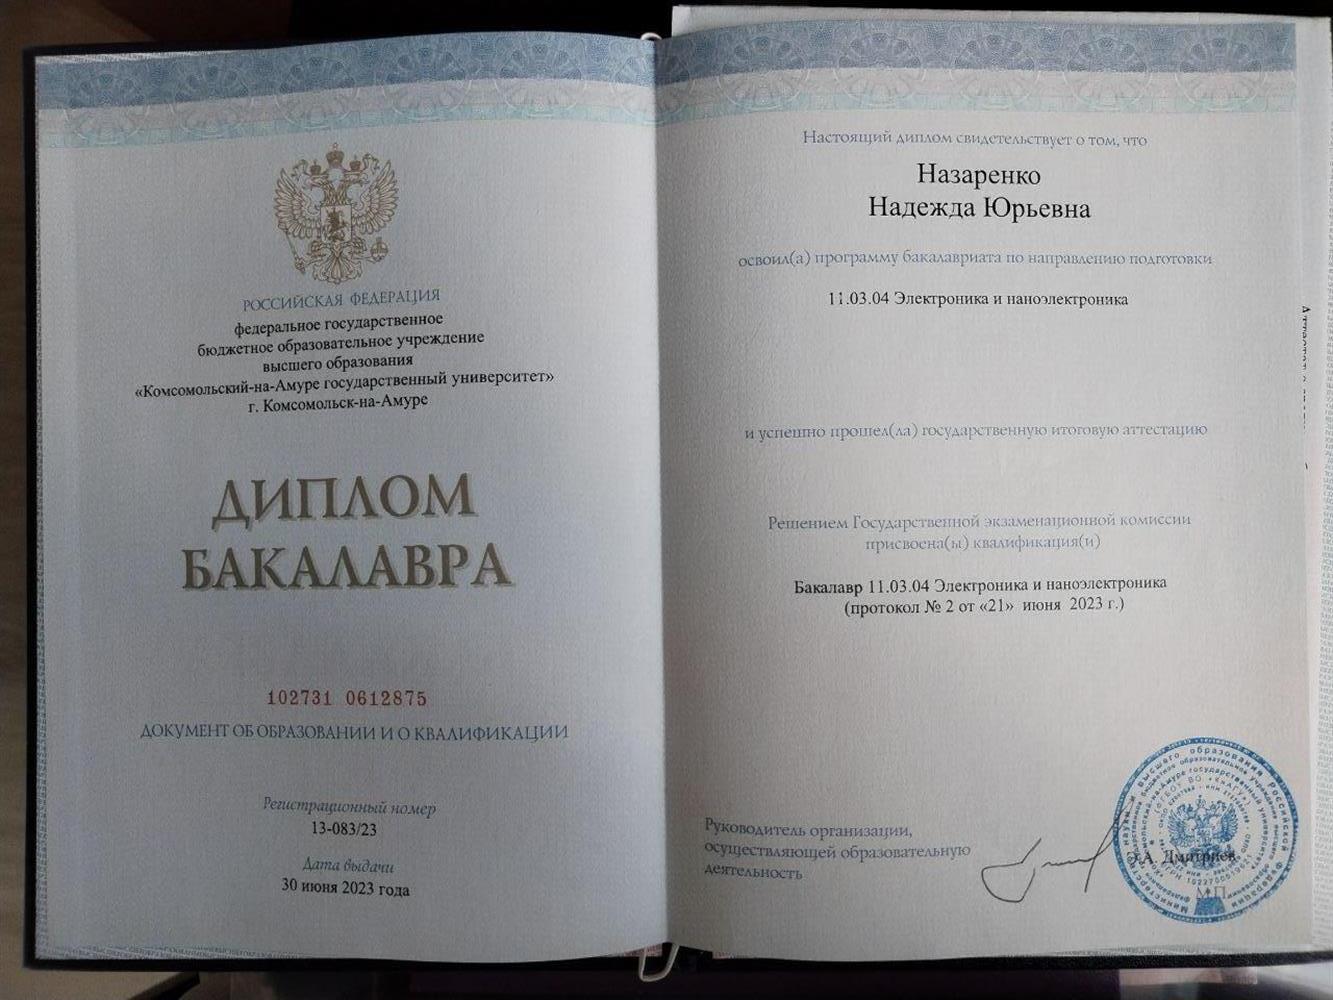 РОССИЙСКАЯ ФЕДЕРАЦИЯ
федеральное государственное
бюджетное образовательное учреждение
высшего образования
«Комсомольский-на-Амуре государственный университет»
г. Комсомольск-на-Амуре
ДИПЛОМ
БАКАЛАВРА
102731 0612875
ДОКУМЕНТ ОБ ОБРАЗОВАНИИ И О КВАЛИФИКАЦИИ
Регистрационный номер
13-083/23
Дата выдачи
30 июня 2023 года
Настоящий диплом свидетельствует о том, что
Назаренко
Надежда Юрьевна
освоил(а) программу бакалавриата по направлению подготовки
11.03.04 Электроника и наноэлектроника
и успешно прошел(ла) государственную итоговую аттестацию
Решением Государственной экзаменационной комиссии
присвоена(ы) квалификация(и)
Бакалавр 11.03.04 Электроника и наноэлектроника
(протокол № 2 от «21» июня 2023 г.)
Руководитель организации,
осуществляющей образовательную
деятельность
Э.А. Дмитриев
М.П.